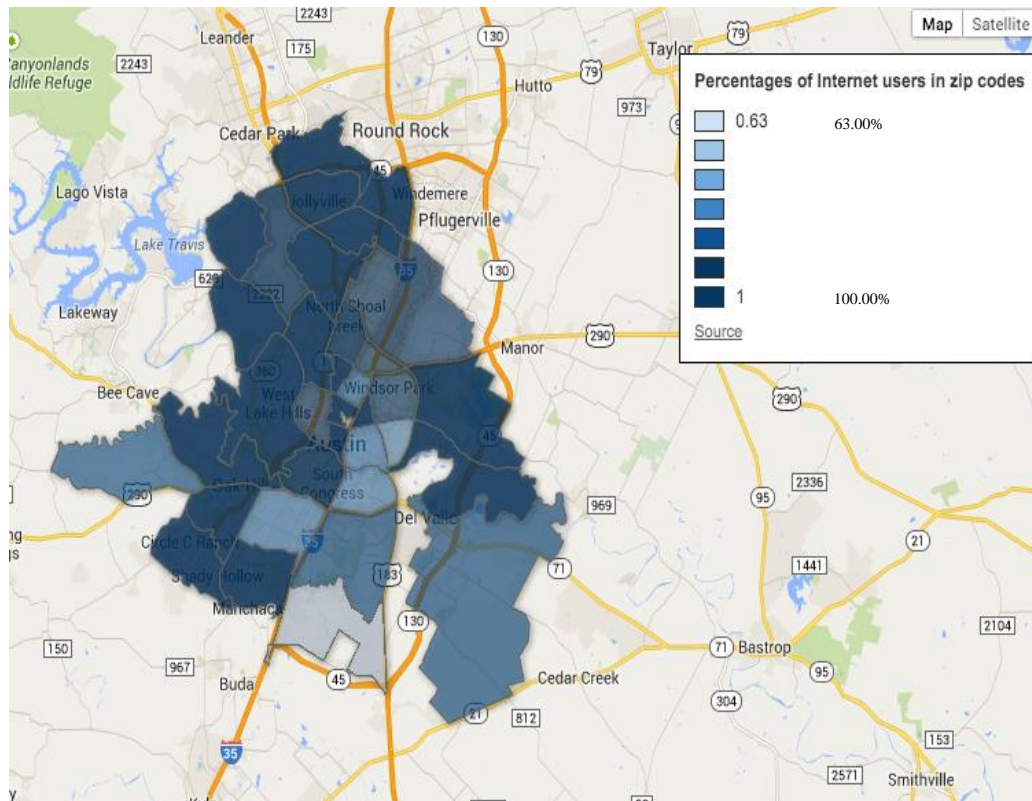 2243
Leander
175
130
79
Taylor
Map
Satellite
Canyonlands
ldlife Refuge
2243
79
Hutto
973
Percentages of Internet users in zip codes
0.63
63.00%
1
100.00%
Source
Cedar Park
Round Rock
45
Lago Vista
Jollyville
Windemere
Pflugerville
Lake Travis
620
2222
35
130
Lakeway
North Shoal
Creek
290
Manor
360
1
Windsor Park
Bee Cave
West
Lake Hills
290
Austin
45
290
Oak Hill
South
Congress
95
2336
Del Valle
969
ng
gs
Circle C Ranch
35
21
Shady Hollow
183
71
1441
Manchaca
130
2104
150
967
71
Bastrop
95
Buda
45
Cedar Creek
304
21
812
35
153
2571
Smithville
y